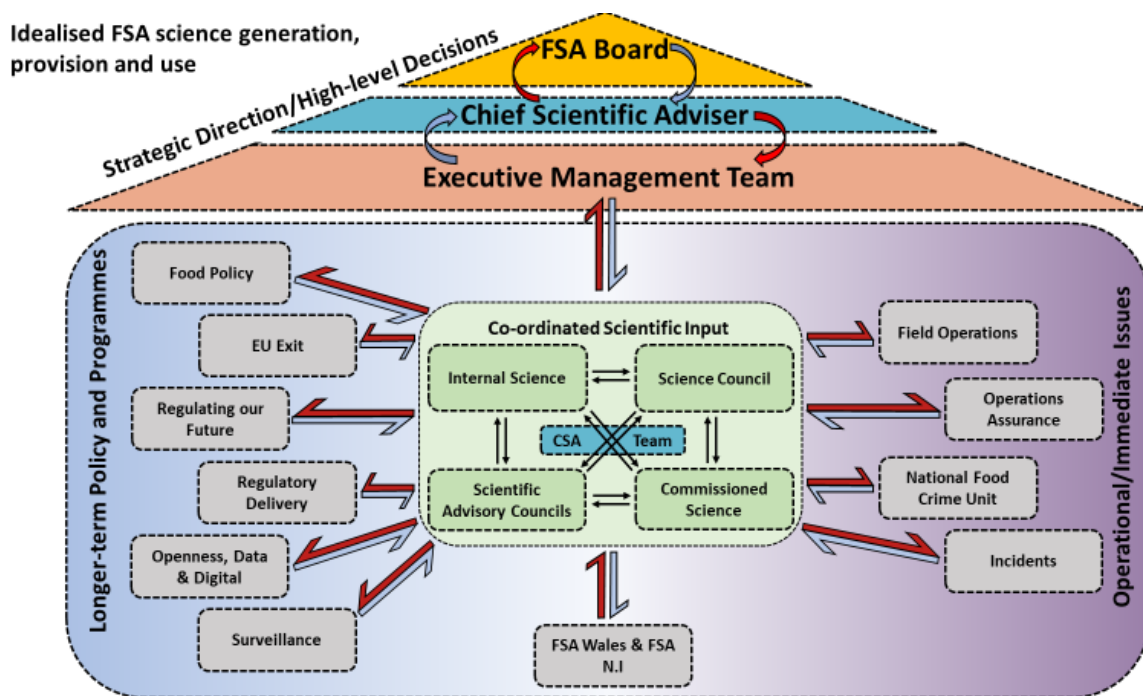 Idealised FSA science generation,
provision and use
Strategic Direction/High-level Decisions
FSA Board
Chief Scientific Adviser
Executive Management Team
Longer-term Policy and Programmes
Food Policy
EU Exit
Regulating our
Future
Regulatory
Delivery
Openness, Data
& Digital
Surveillance
Co-ordinated Scientific Input
Internal Science
Science Council
CSA Team
Scientific
Advisory Councils
Commissioned
Science
FSA Wales & FSA
N.I
Field Operations
Operations
Assurance
National Food
Crime Unit
Incidents
Operational/Immediate Issues